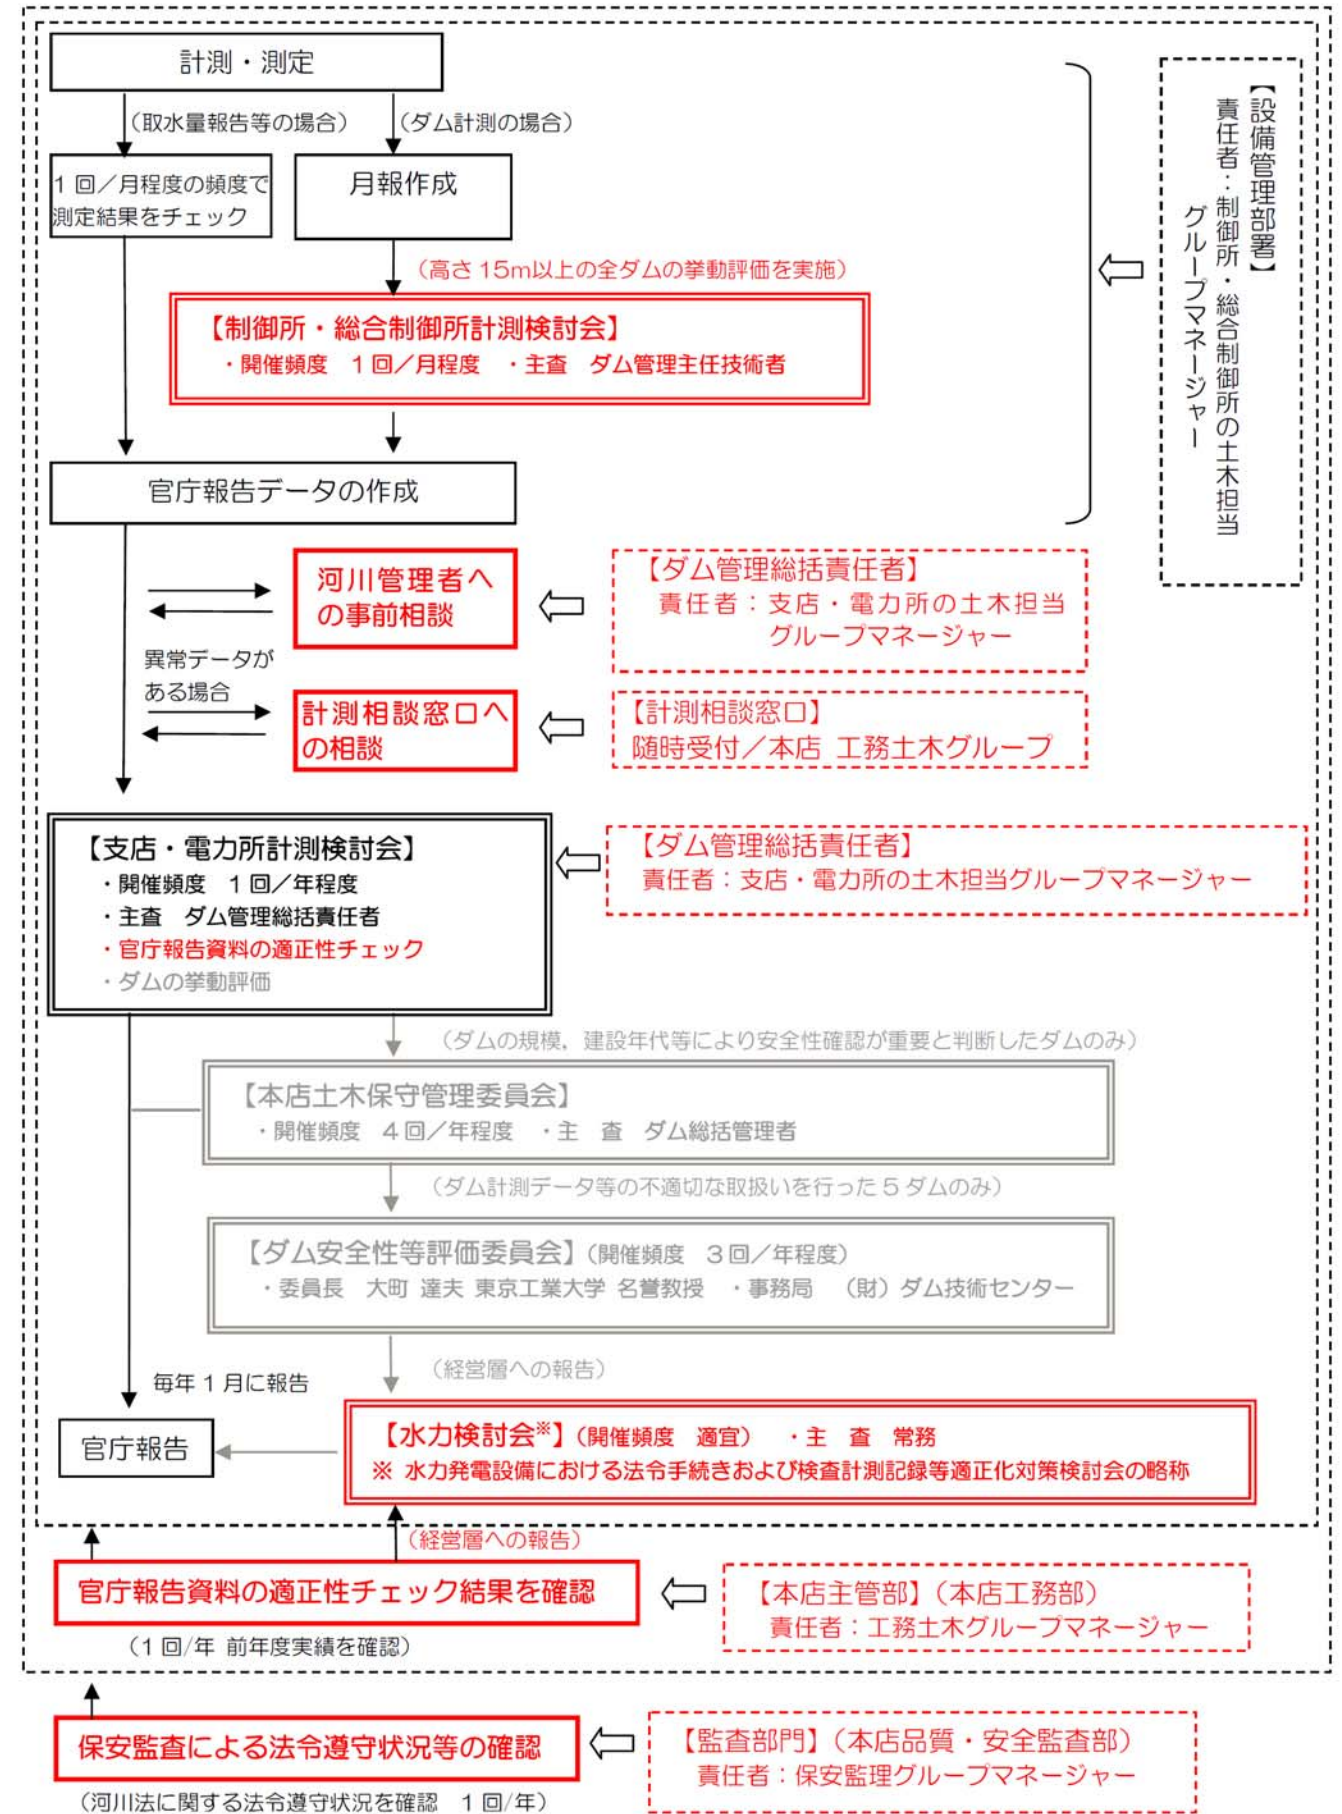 計測・測定
（取水量報告等の場合）
（ダム計測の場合）
1回／月程度の頻度で
測定結果をチェック
月報作成
（高さ15m以上の全ダムの挙動評価を実施）
【制御所・総合制御所計測検討会】
・開催頻度　1回／月程度　・主査　ダム管理主任技術者
官庁報告データの作成
【設備管理部署】
責任者：制御所・総合制御所の土木担当
グループマネージャー
河川管理者へ
の事前相談
【ダム管理総括責任者】
責任者：支店・電力所の土木担当
グループマネージャー
異常データが
ある場合
計測相談窓口へ
の相談
【計測相談窓口】
随時受付／本店 工務土木グループ
【支店・電力所計測検討会】
・開催頻度　1回／年程度
・主査　ダム管理総括責任者
・官庁報告資料の適正性チェック
・ダムの挙動評価
【ダム管理総括責任者】
責任者：支店・電力所の土木担当グループマネージャー
（ダムの規模，建設年代等により安全性確認が重要と判断したダムのみ）
【本店土木保守管理委員会】
・開催頻度　4回／年程度　・主　査　ダム総括管理者
（ダム計測データ等の不適切な取扱いを行った5ダムのみ）
【ダム安全性等評価委員会】（開催頻度　3回／年程度）
・委員長　大町 達夫 東京工業大学 名誉教授　・事務局　（財）ダム技術センター
（経営層への報告）
毎年1月に報告
官庁報告
【水力検討会※】（開催頻度　適宜）　・主　査　常務
※ 水力発電設備における法令手続きおよび検査計測記録等適正化対策検討会の略称
（経営層への報告）
官庁報告資料の適正性チェック結果を確認
（1回/年 前年度実績を確認）
【本店主管部】（本店工務部）
責任者：工務土木グループマネージャー
保安監査による法令遵守状況等の確認
（河川法に関する法令遵守状況を確認　1回/年）
【監査部門】（本店品質・安全監査部）
責任者：保安監理グループマネージャー